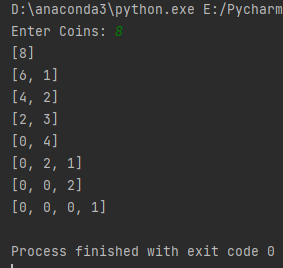 D:\anaconda3\python.exe E:/Pycharm
Enter Coins: 8
[8]
[6, 1]
[4, 2]
[2, 3]
[0, 4]
[0, 2, 1]
[0, 0, 2]
[0, 0, 0, 1]
Process finished with exit code 0